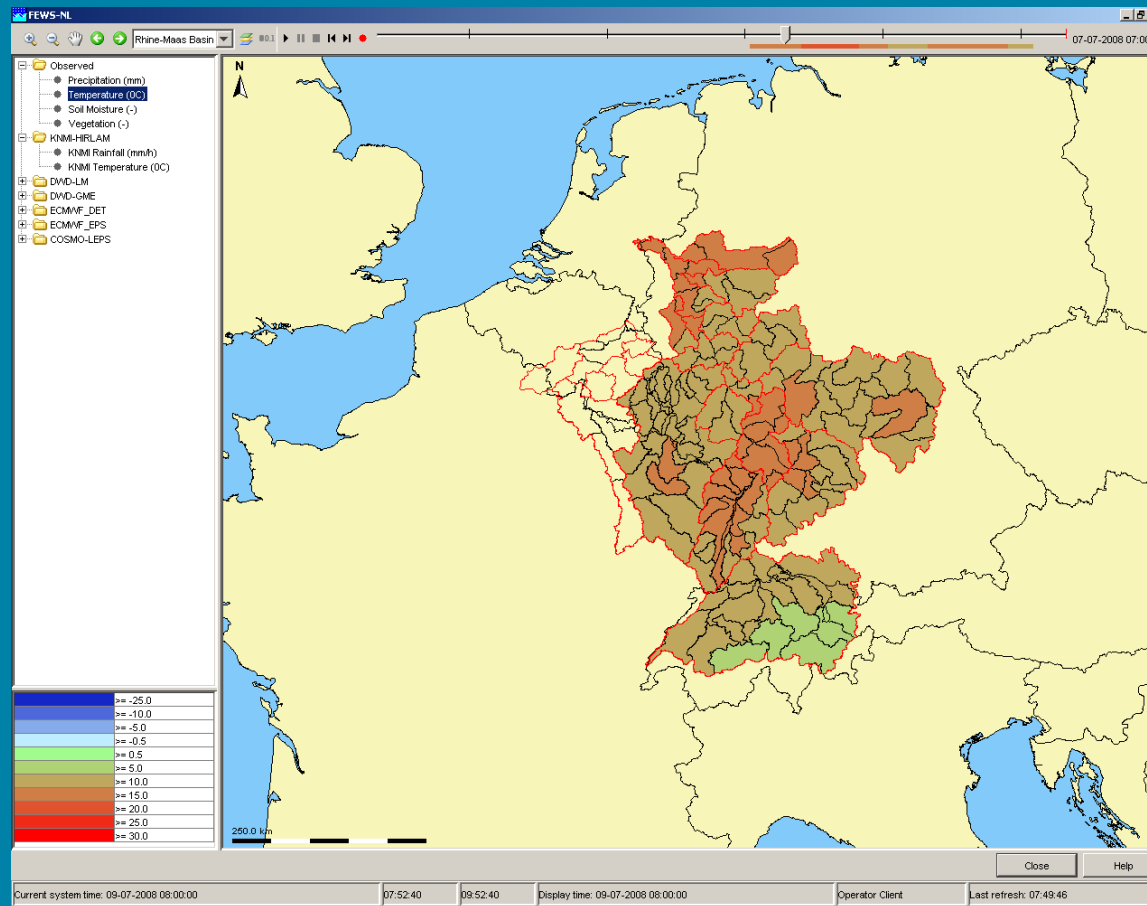 FEWS-NL
Rhine-Maas Basin
07-07-2008 07:00
Observed
Precipitation (mm)
Temperature (0C)
Soil Moisture (-)
Vegetation (-)
KNMI-HIRLAM
KNMI Rainfall (mm/h)
KNMI Temperature (0C)
DWD-LM
DWD-GME
ECMWF_DET
ECMWF_EPS
COSMO-LEPS
N
>= -25.0
>= -10.0
>= -5.0
>= -0.5
>= 0.5
>= 5.0
>= 10.0
>= 15.0
>= 20.0
>= 25.0
>= 30.0
250.0 km
Close
Help
Current system time: 09-07-2008 08:00:00
07:52:40
09:52:40
Display time: 09-07-2008 08:00:00
Operator Client
Last refresh: 07:49:46